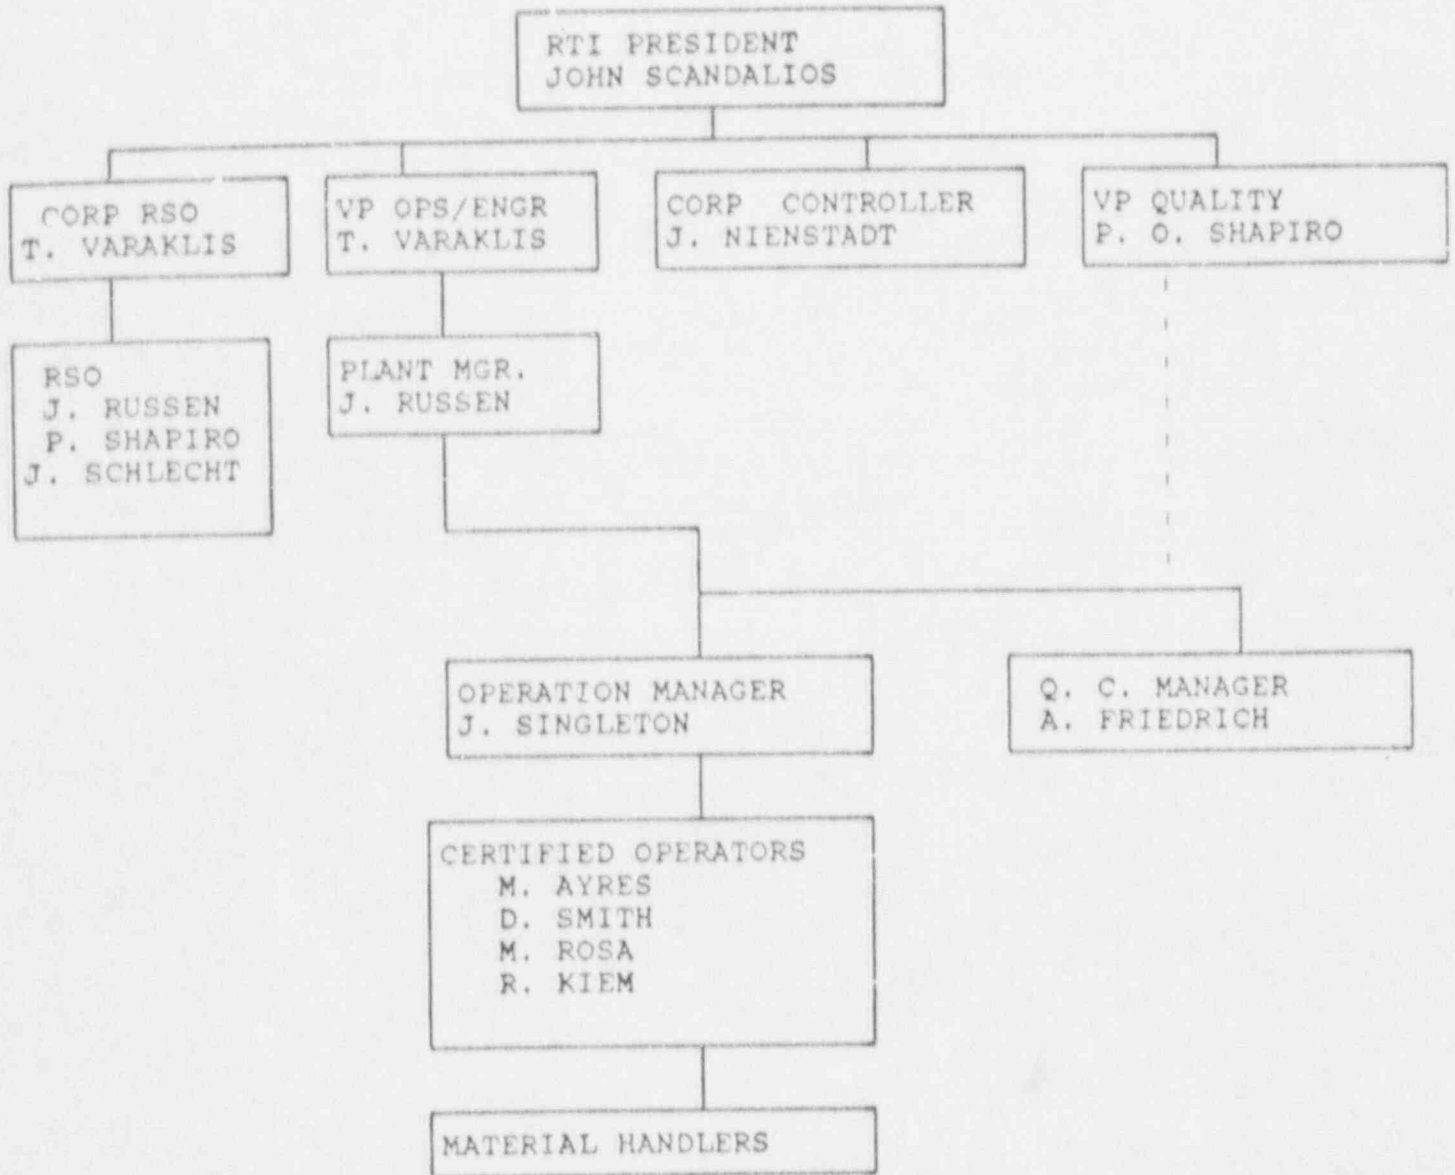 RTI PRESIDENT
JOHN SCANDALIOS
CORP RSO
T. VARAKLIS
VP OPS/ENGR
T. VARAKLIS
CORP CONTROLLER
J. NIENSTADT
VP QUALITY
P. O. SHAPIRO
RSO
J. RUSSEN
P. SHAPIRO
J. SCHLECHT
PLANT MGR.
J. RUSSEN
OPERATION MANAGER
J. SINGLETON
Q. C. MANAGER
A. FRIEDRICH
CERTIFIED OPERATORS
M. AYRES
D. SMITH
M. ROSA
R. KIEM
MATERIAL HANDLERS